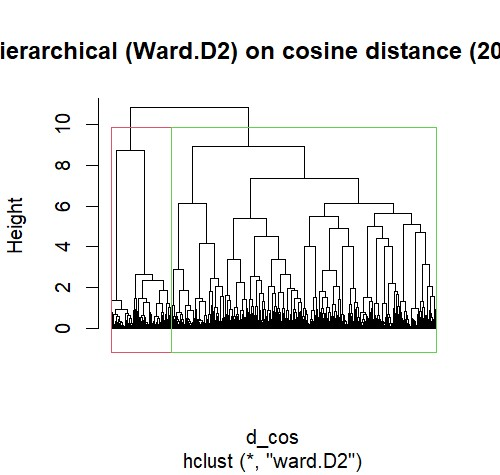 ierarchical (Ward.D2) on cosine distance (20
Height
10
8
6
4
2
0
d_cos
hclust (*, "ward.D2")